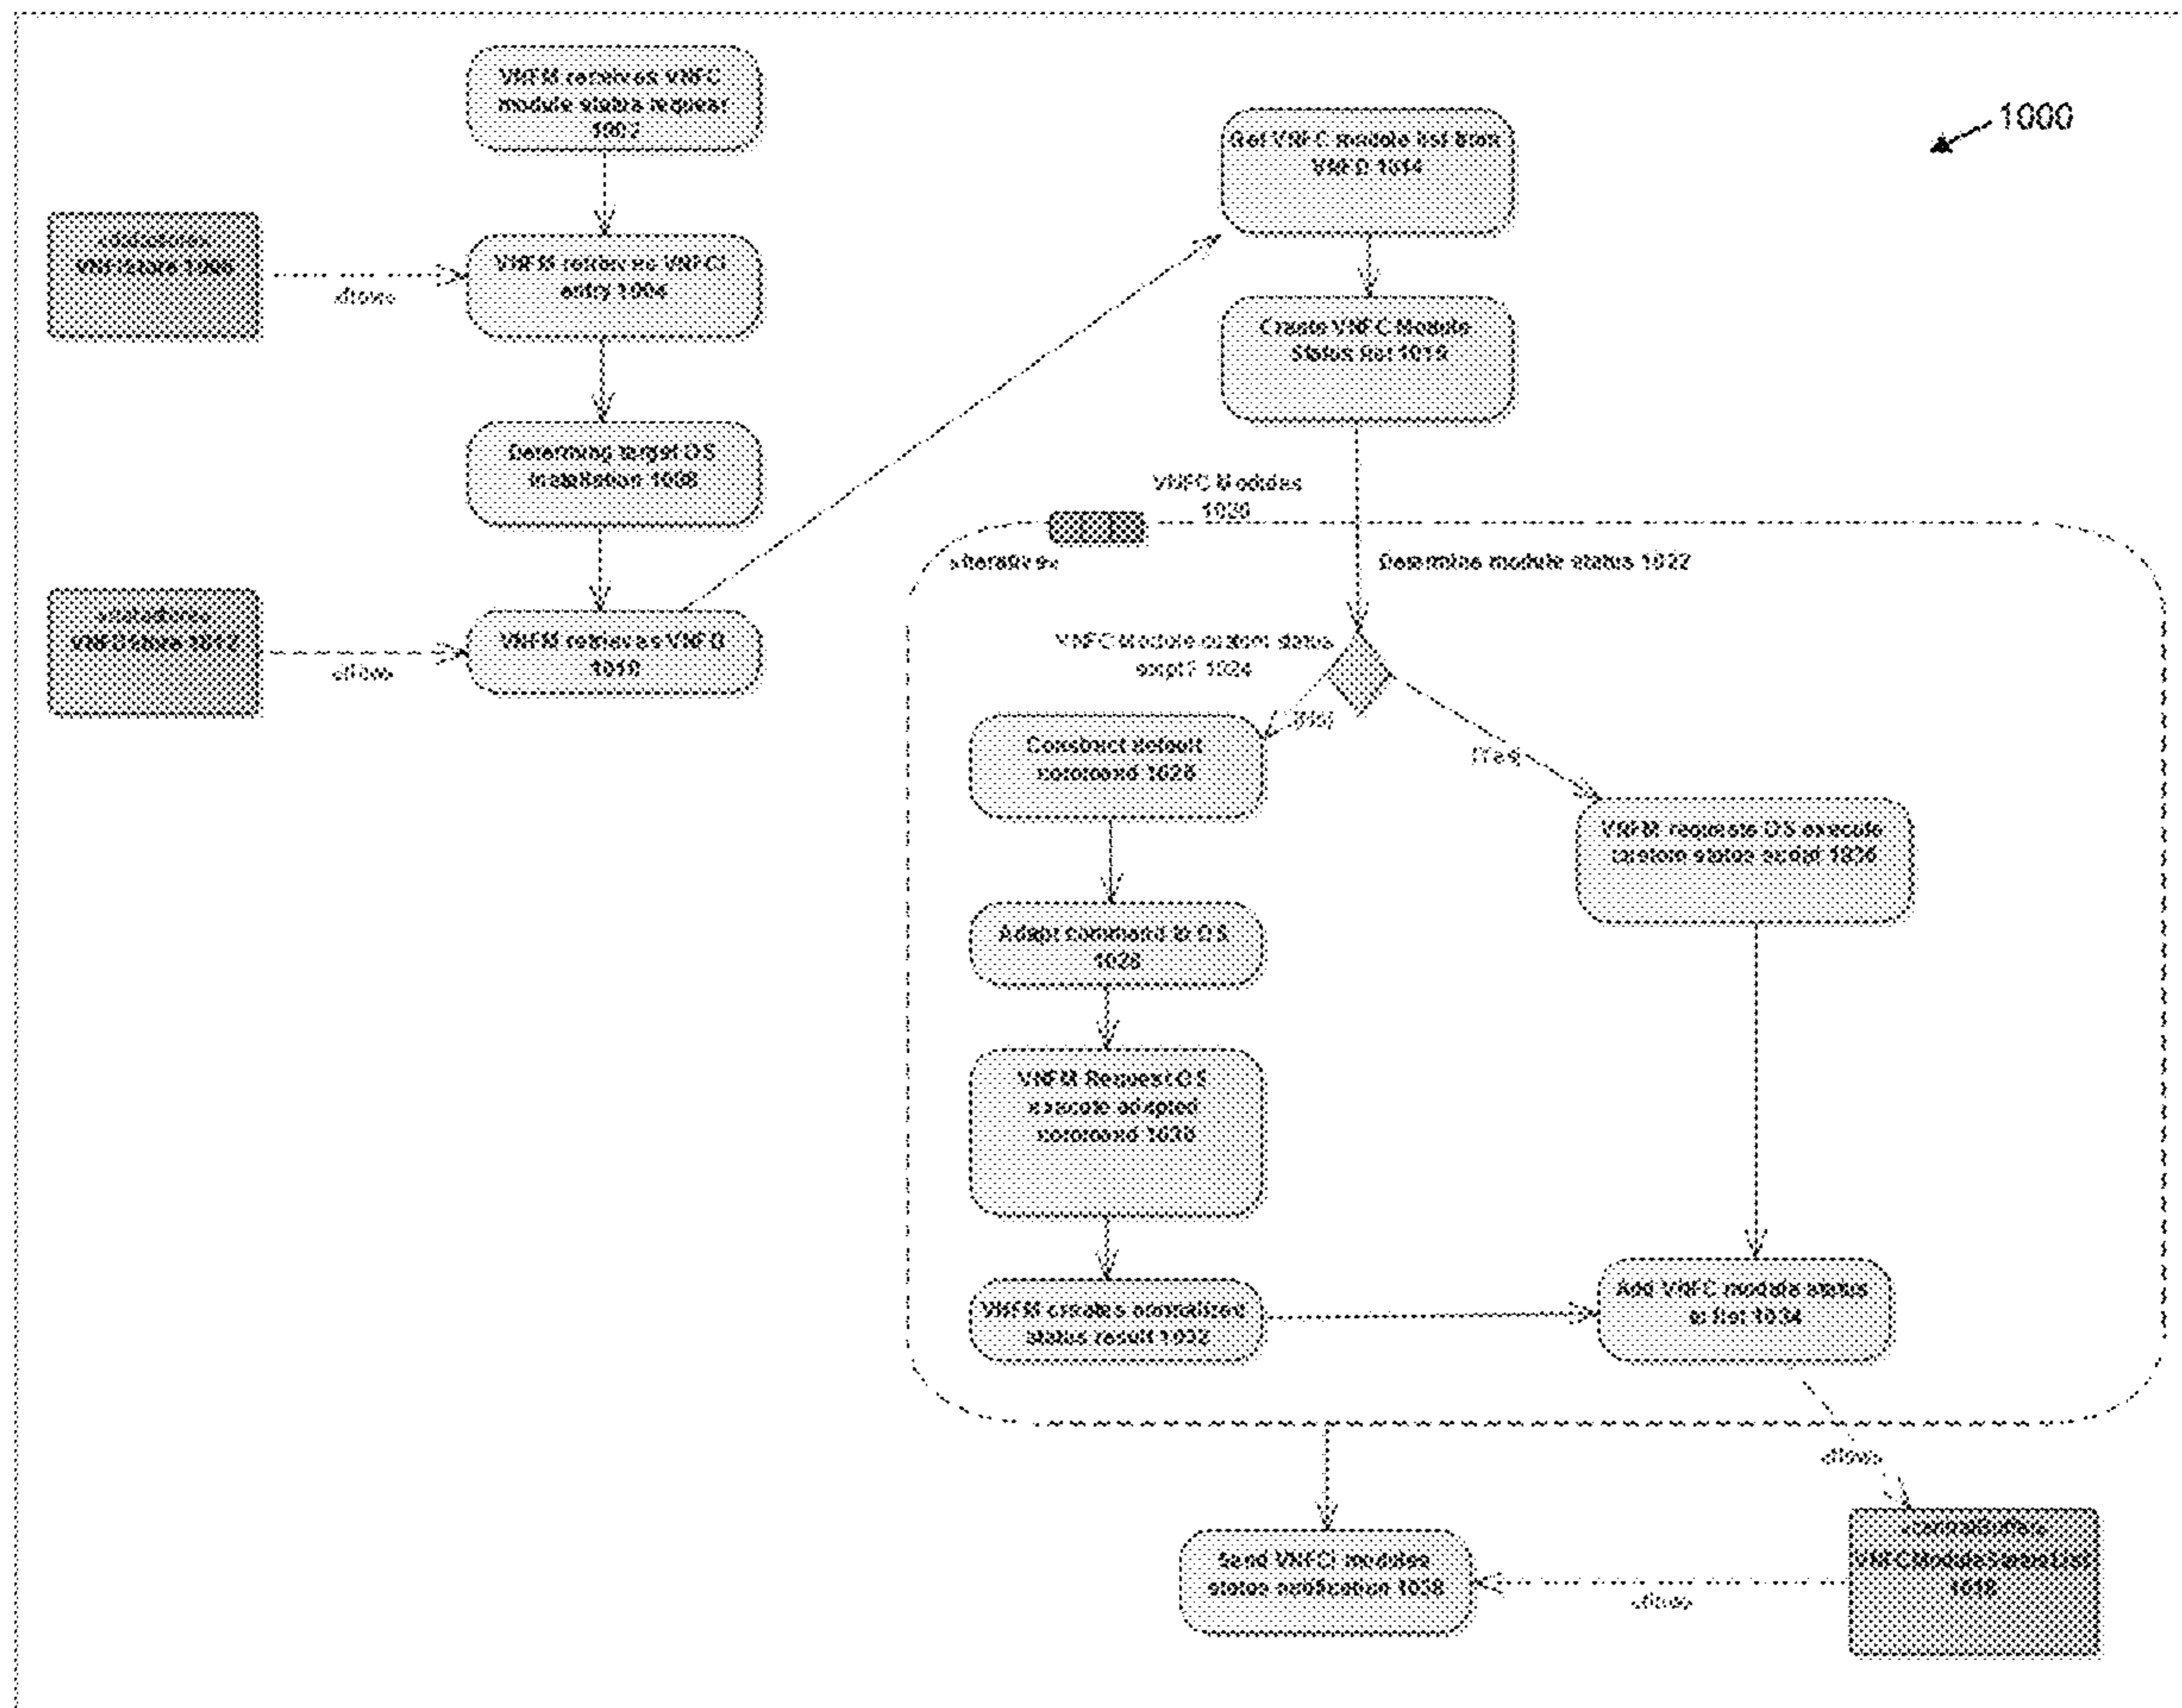 1000
VNFM receives VNFC
module status request
1002
VNFM retrieves VNFCI
entry 1004
«flow»
Determine target OS
installation 1008
VNFM retrieves VNFD
1010
«flow»
Get VNFC module list from
VNFD 1014
Create VNFC Module
Status list 1016
VNFC Modules
1020
«iterative»
Determine module status 1022
VNFC Module custom status
script? 1024
[No]
[Yes]
Construct default
command
Adapt command to OS
1028
VNFM Request OS
execute adapted
command 1030
VNFM creates normalized
status result 1032
VNFM requests OS execute
custom status script
Add VNFC module status
to list 1034
«flow»
VNFCModuleStatusList
Send VNFCI modules
status notification 1038
«flow»